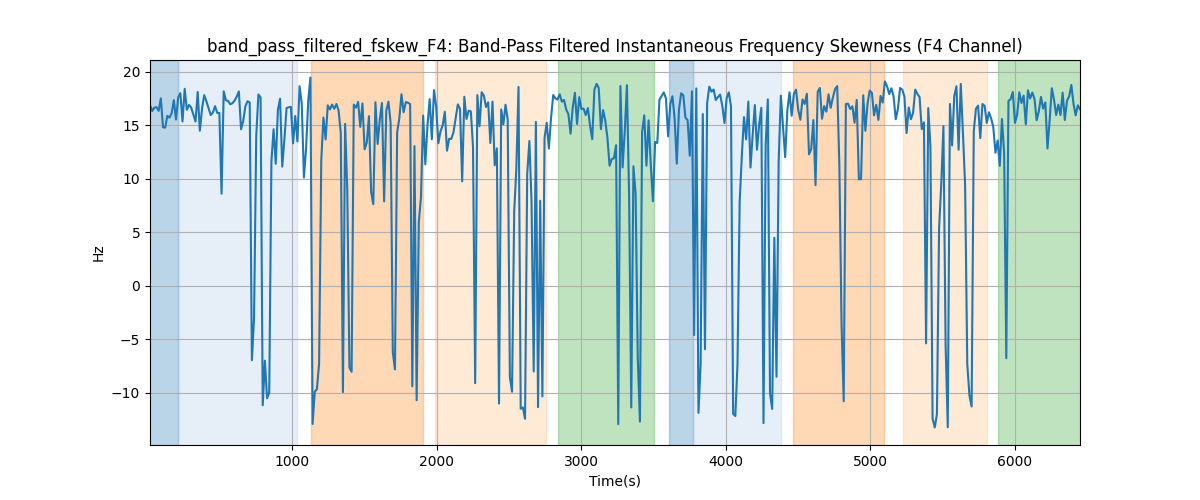 band_pass_filtered_fskew_F4: Band-Pass Filtered Instantaneous Frequency Skewness (F4 Channel)
20
15
10
5
0
−5
−10
Hz
1000 2000 3000 4000 5000 6000
Time(s)